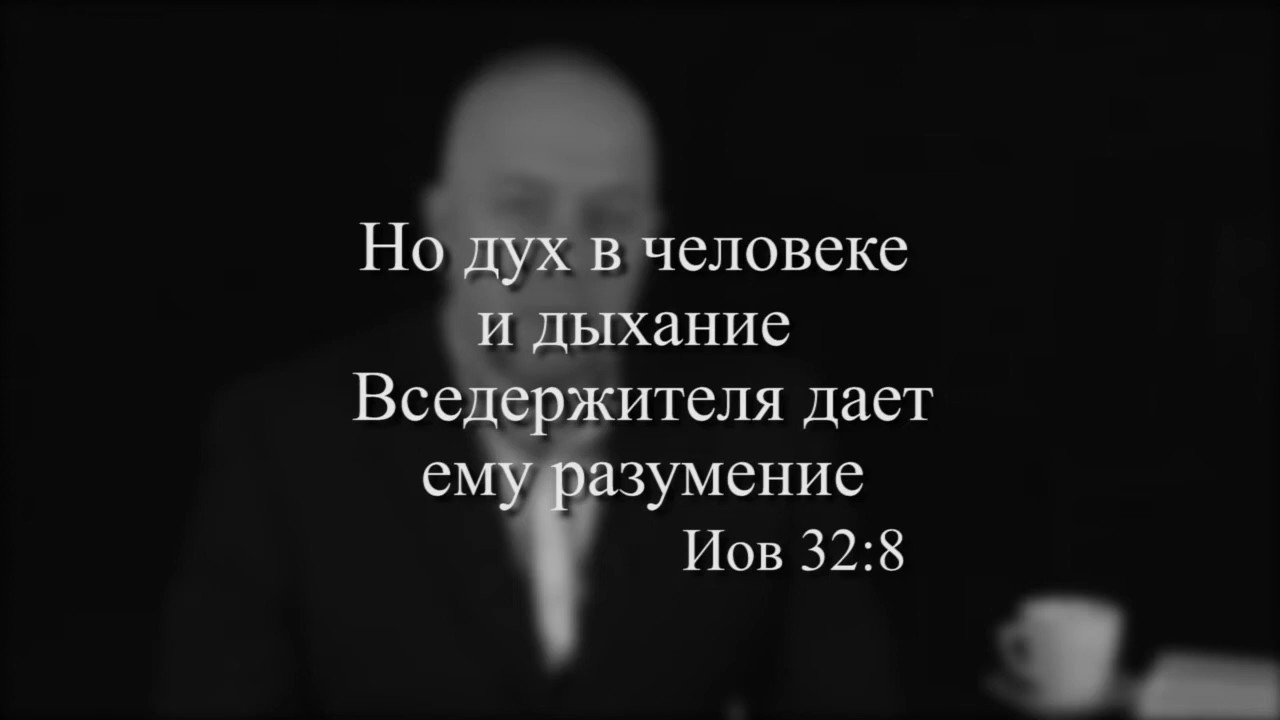 Но дух в человеке
и дыхание
Вседержителя дает
ему разумение
Иов 32:8